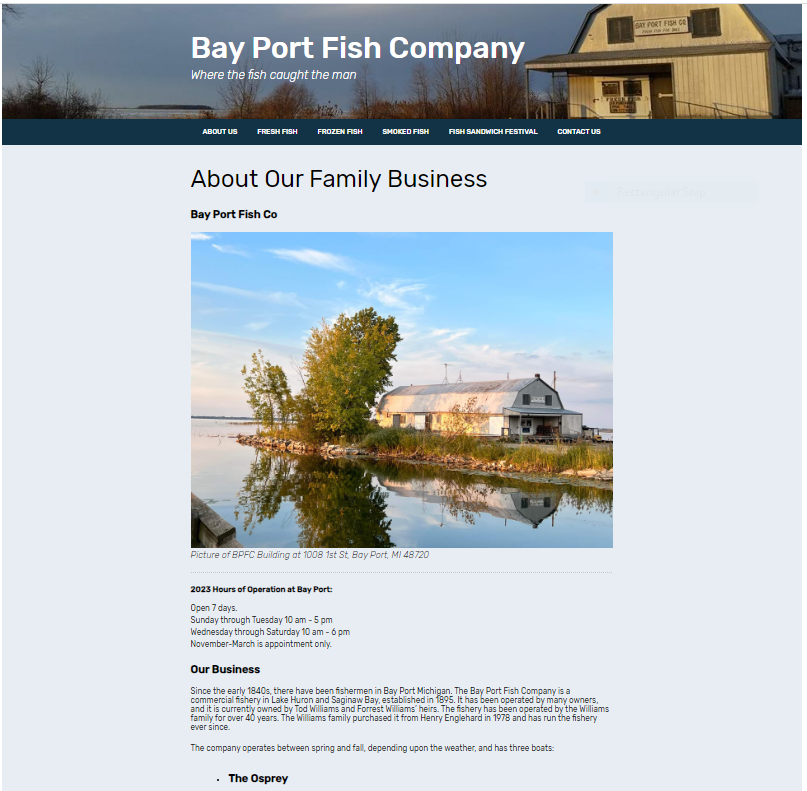 Bay Port Fish Company
Where the fish caught the man
BAY PORT FISH CO.
ABOUT US FRESH FISH FROZEN FISH SMOKED FISH FISH SANDWICH FESTIVAL CONTACT US
About Our Family Business
Bay Port Fish Co
Picture of BPFC Building at 1008 1st St, Bay Port, MI 48720
2023 Hours of Operation at Bay Port:
Open 7 days.
Sunday through Tuesday 10 am - 5 pm
Wednesday through Saturday 10 am - 6 pm
November-March is appointment only.
Our Business
Since the early 1840s, there have been fishermen in Bay Port Michigan. The Bay Port Fish Company is a
commercial fishery in Lake Huron and Saginaw Bay, established in 1895. It has been operated by many owners,
and it is currently owned by Tod Williams and Forrest Williams' heirs. The fishery has been operated by the Williams
family for over 40 years. The Williams family purchased it from Henry Englehard in 1978 and has run the fishery
ever since.
The company operates between spring and fall, depending upon the weather, and has three boats:
• The Osprey